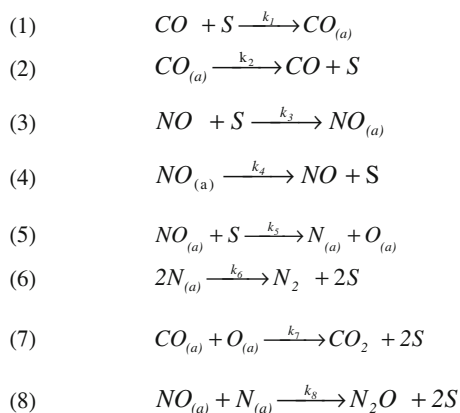 (1) CO + S —k₁→ CO₍ₐ₎
(2) CO₍ₐ₎ —k₂→ CO + S
(3) NO + S —k₃→ NO₍ₐ₎
(4) NO₍ₐ₎ —k₄→ NO + S
(5) NO₍ₐ₎ + S —k₅→ N₍ₐ₎ + O₍ₐ₎
(6) 2N₍ₐ₎ —k₆→ N₂ + 2S
(7) CO₍ₐ₎ + O₍ₐ₎ —k₇→ CO₂ + 2S
(8) NO₍ₐ₎ + N₍ₐ₎ —k₈→ N₂O + 2S